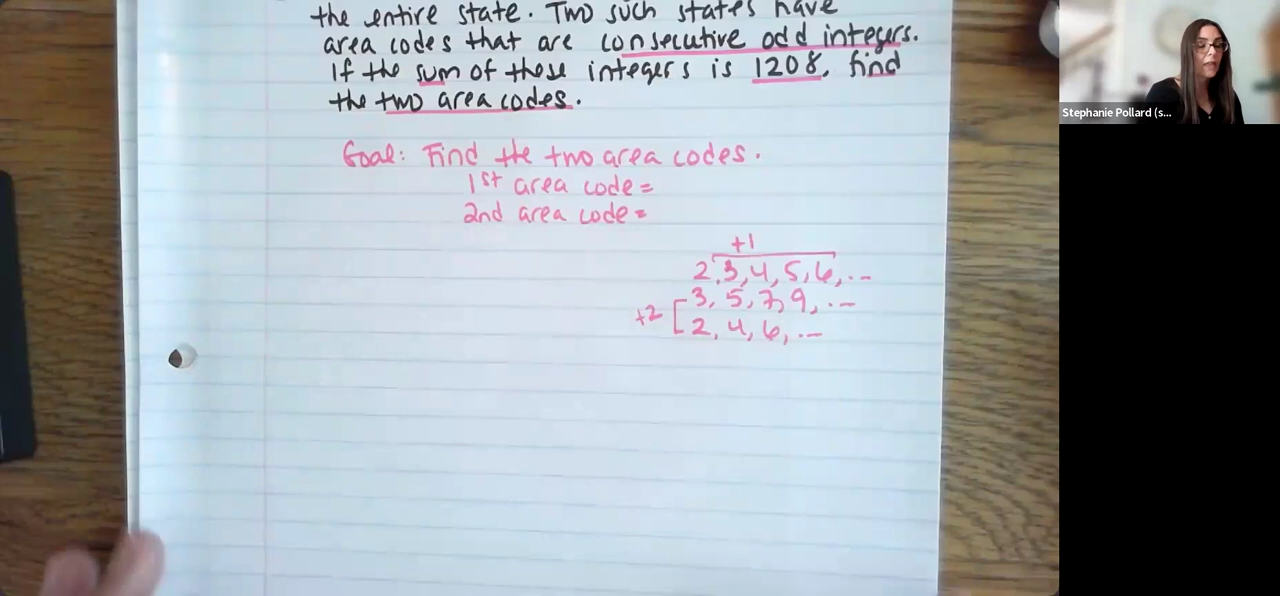 the entire state. Two such states have
area codes that are consecutive odd integers.
If the sum of these integers is 1208, find
the two area codes.
Goal: Find the two area codes.
1st area code =
2nd area code =
+1
2,3,4,5,6,...
3, 5, 7, 9, ...
+2
2, 4, 6, ...
Stephanie Pollard (s...